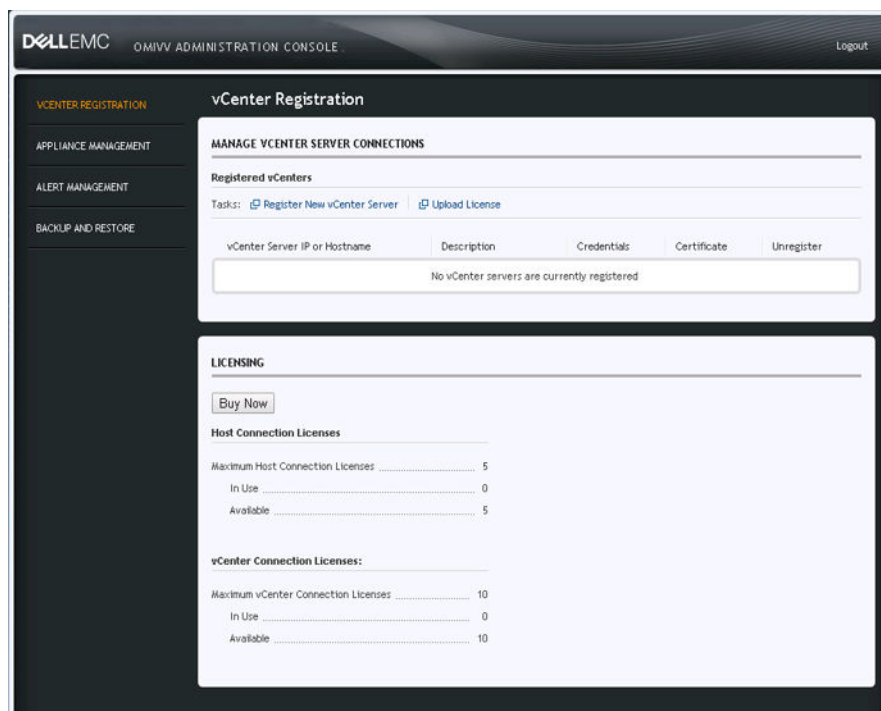 DELLEMC OMIVV ADMINISTRATION CONSOLE
Logout
VCENTER REGISTRATION
APPLIANCE MANAGEMENT
ALERT MANAGEMENT
BACKUP AND RESTORE
vCenter Registration
MANAGE VCENTER SERVER CONNECTIONS
Registered vCenters
Tasks: Register New vCenter Server Upload License
vCenter Server IP or Hostname Description Credentials Certificate Unregister
No vCenter servers are currently registered
LICENSING
Buy Now
Host Connection Licenses
Maximum Host Connection Licenses 5
In Use 0
Available 5
vCenter Connection Licenses:
Maximum vCenter Connection Licenses 10
In Use 0
Available 10